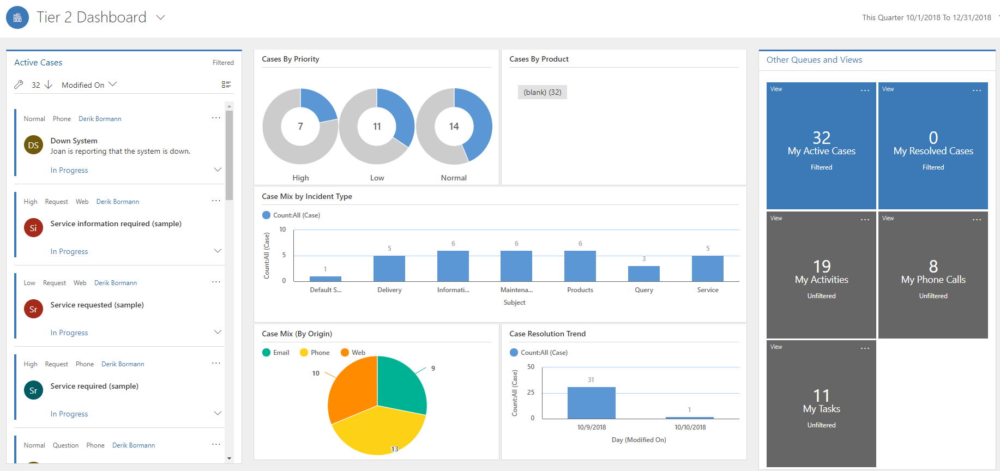 Tier 2 Dashboard
This Quarter 10/1/2018 To 12/31/2018
Active Cases
Filtered
32 Modified On
Normal Phone Derik Bormann ...
DS
Down System
Joan is reporting that the system is down.
In Progress
High Request Web Derik Bormann ...
Si
Service information required (sample)
In Progress
Low Request Web Derik Bormann ...
Sr
Service requested (sample)
In Progress
High Request Phone Derik Bormann ...
Sr
Service required (sample)
In Progress
Normal Question Phone Derik Bormann ...
Cases By Priority
7
11
14
High
Low
Normal
Cases By Product
(blank) (32)
Case Mix by Incident Type
Count:All (Case)
Count:All (Case)
10
5
0
1
5
6
6
6
3
5
Default S...
Delivery
Informati...
Maintena...
Products
Query
Service
Subject
Case Mix (By Origin)
Email Phone Web
10
9
13
Case Resolution Trend
Count:All (Case)
Count:All (Case)
50
25
0
31
1
10/9/2018
10/10/2018
Day (Modified On)
Other Queues and Views
View ...
32
My Active Cases
Filtered
View ...
0
My Resolved Cases
Filtered
View ...
19
My Activities
Unfiltered
View ...
8
My Phone Calls
Unfiltered
View ...
11
My Tasks
Unfiltered